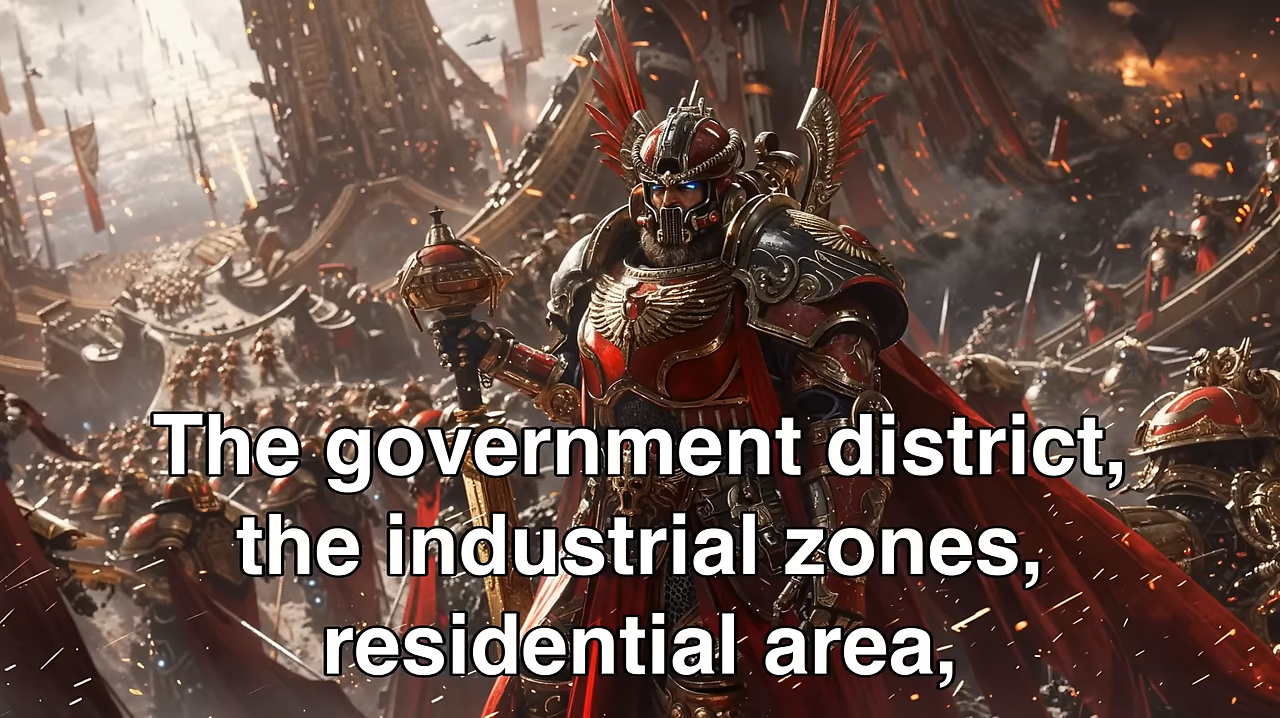 The government district,
the industrial zones,
residential area,